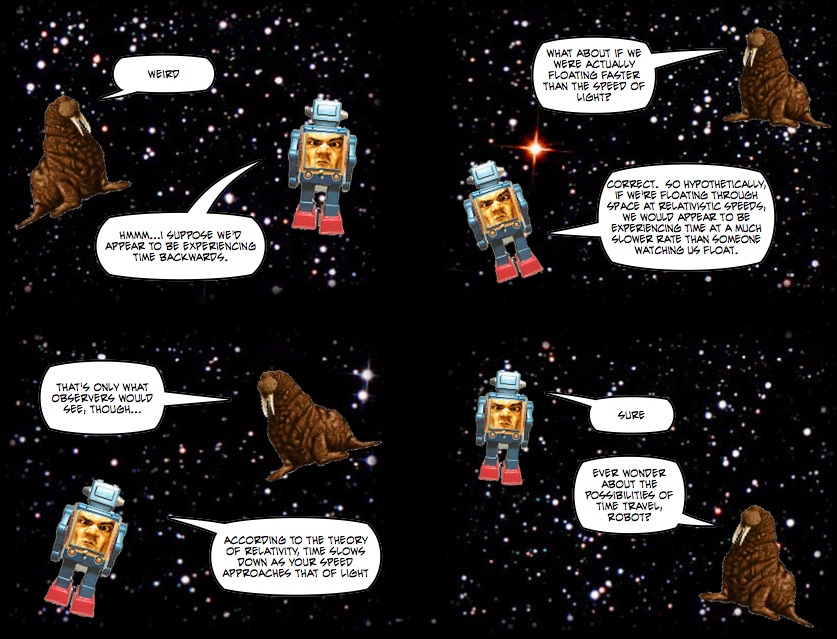 WEIRD
HMMM...I SUPPOSE WE'D
APPEAR TO BE EXPERIENCING
TIME BACKWARDS.
WHAT ABOUT IF WE
WERE ACTUALLY
FLOATING FASTER
THAN THE SPEED OF
LIGHT?
CORRECT. SO HYPOTHETICALLY,
IF WE'RE FLOATING THROUGH
SPACE AT RELATIVISTIC SPEEDS,
WE WOULD APPEAR TO BE
EXPERIENCING TIME AT A MUCH
SLOWER RATE THAN SOMEONE
WATCHING US FLOAT.
THAT'S ONLY WHAT
OBSERVERS WOULD
SEE, THOUGH...
ACCORDING TO THE THEORY
OF RELATIVITY, TIME SLOWS
DOWN AS YOUR SPEED
APPROACHES THAT OF LIGHT
SURE
EVER WONDER
ABOUT THE
POSSIBILITIES OF
TIME TRAVEL,
ROBOT?